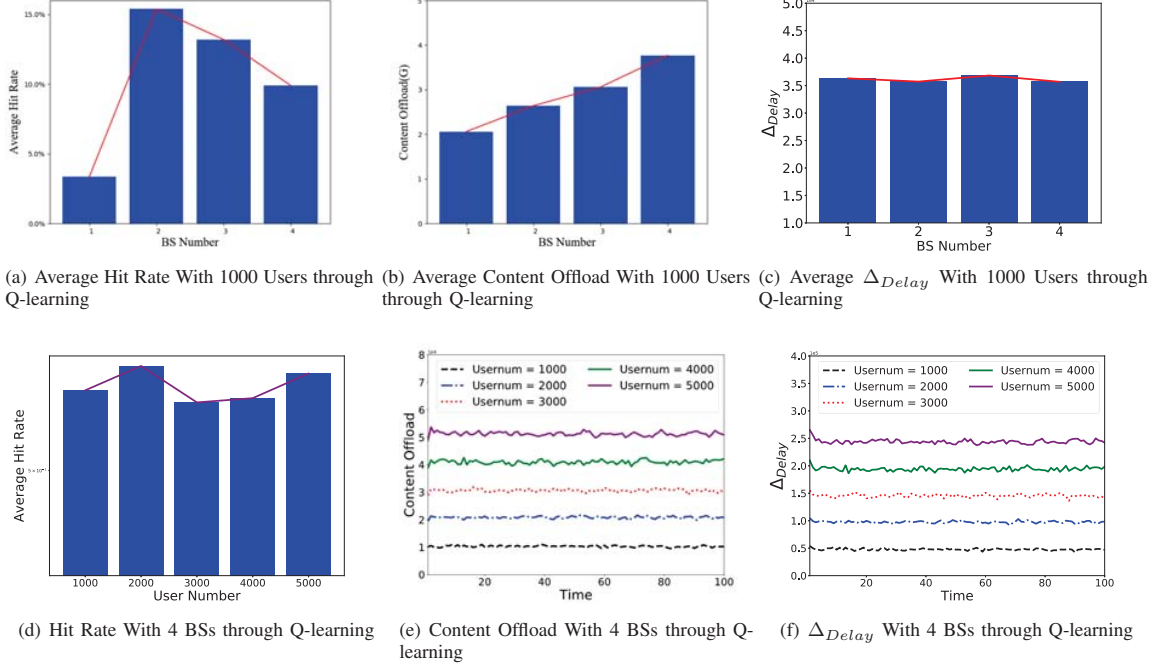 15.0%
10.0%
5.0%
0.0%
Average Hit Rate
1 2 3 4
BS Number
5
4
3
2
1
0
Content Offload(G)
1 2 3 4
BS Number
5.0
4.5
4.0
3.5
3.0
2.5
2.0
1.5
1.0
Δ_Delay
1 2 3 4
BS Number
(a) Average Hit Rate With 1000 Users through
Q-learning
(b) Average Content Offload With 1000 Users
through Q-learning
(c) Average Δ_Delay With 1000 Users through
Q-learning
Average Hit Rate
1000 2000 3000 4000 5000
User Number
8
7
6
5
4
3
2
1
0
Content Offload
Usernum = 1000
Usernum = 2000
Usernum = 3000
Usernum = 4000
Usernum = 5000
20 40 60 80 100
Time
4.0
3.5
3.0
2.5
2.0
1.5
1.0
0.5
0.0
Δ_Delay
Usernum = 1000
Usernum = 2000
Usernum = 3000
Usernum = 4000
Usernum = 5000
20 40 60 80 100
Time
(d) Hit Rate With 4 BSs through Q-learning
(e) Content Offload With 4 BSs through Q-
learning
(f) Δ_Delay With 4 BSs through Q-learning